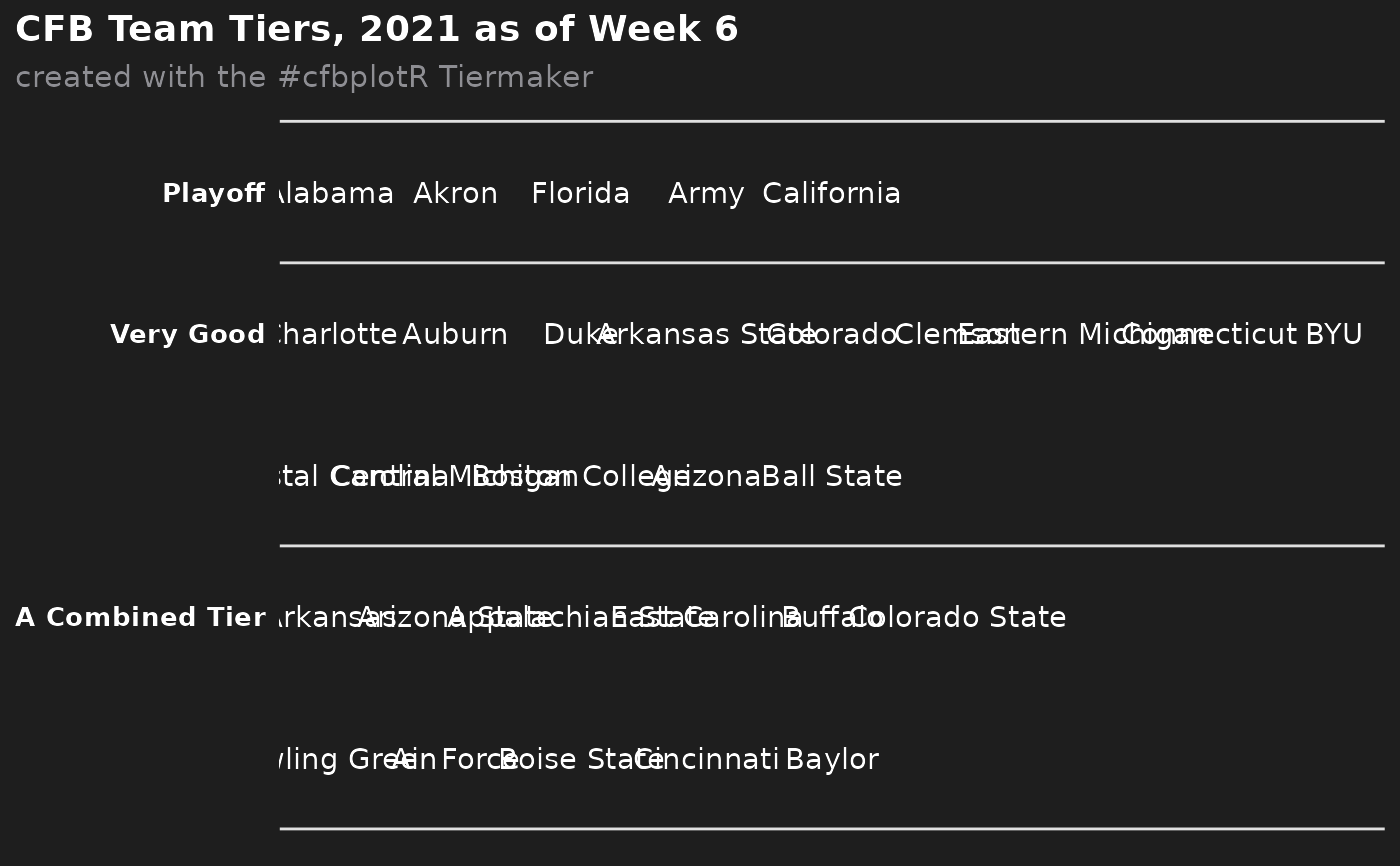 CFB Team Tiers, 2021 as of Week 6
created with the #cfbplotR Tiermaker
Playoff Alabama Akron Florida Army California
Very Good Charlotte Auburn Duke Arkansas State Colorado Clemson Eastern Michigan Connecticut BYU
stal Carolina Central Michigan Boston College Arizona Ball State
A Combined Tier Arkansas Arizona State Appalachian State East Carolina Buffalo Colorado State
wling Green Air Force Boise State Cincinnati Baylor